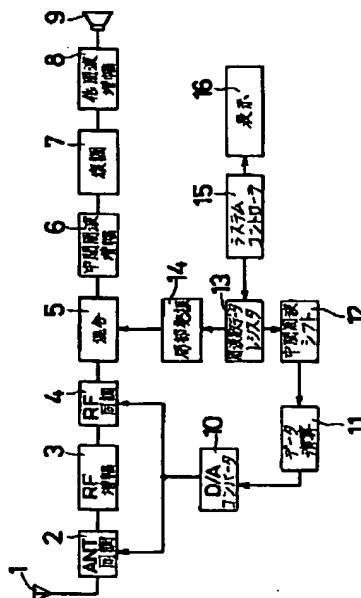 1
2
ANT
同調
3
RF
増幅
4
RF
同調
5
混合
6
中間周波
増幅
7
検調
8
低周波
増幅
9
10
D/A
コンバータ
11
データ
演算
12
中間周波
シフト
13
周波数データ
レジスタ
14
局部発振
15
システム
コントローラ
16
表示